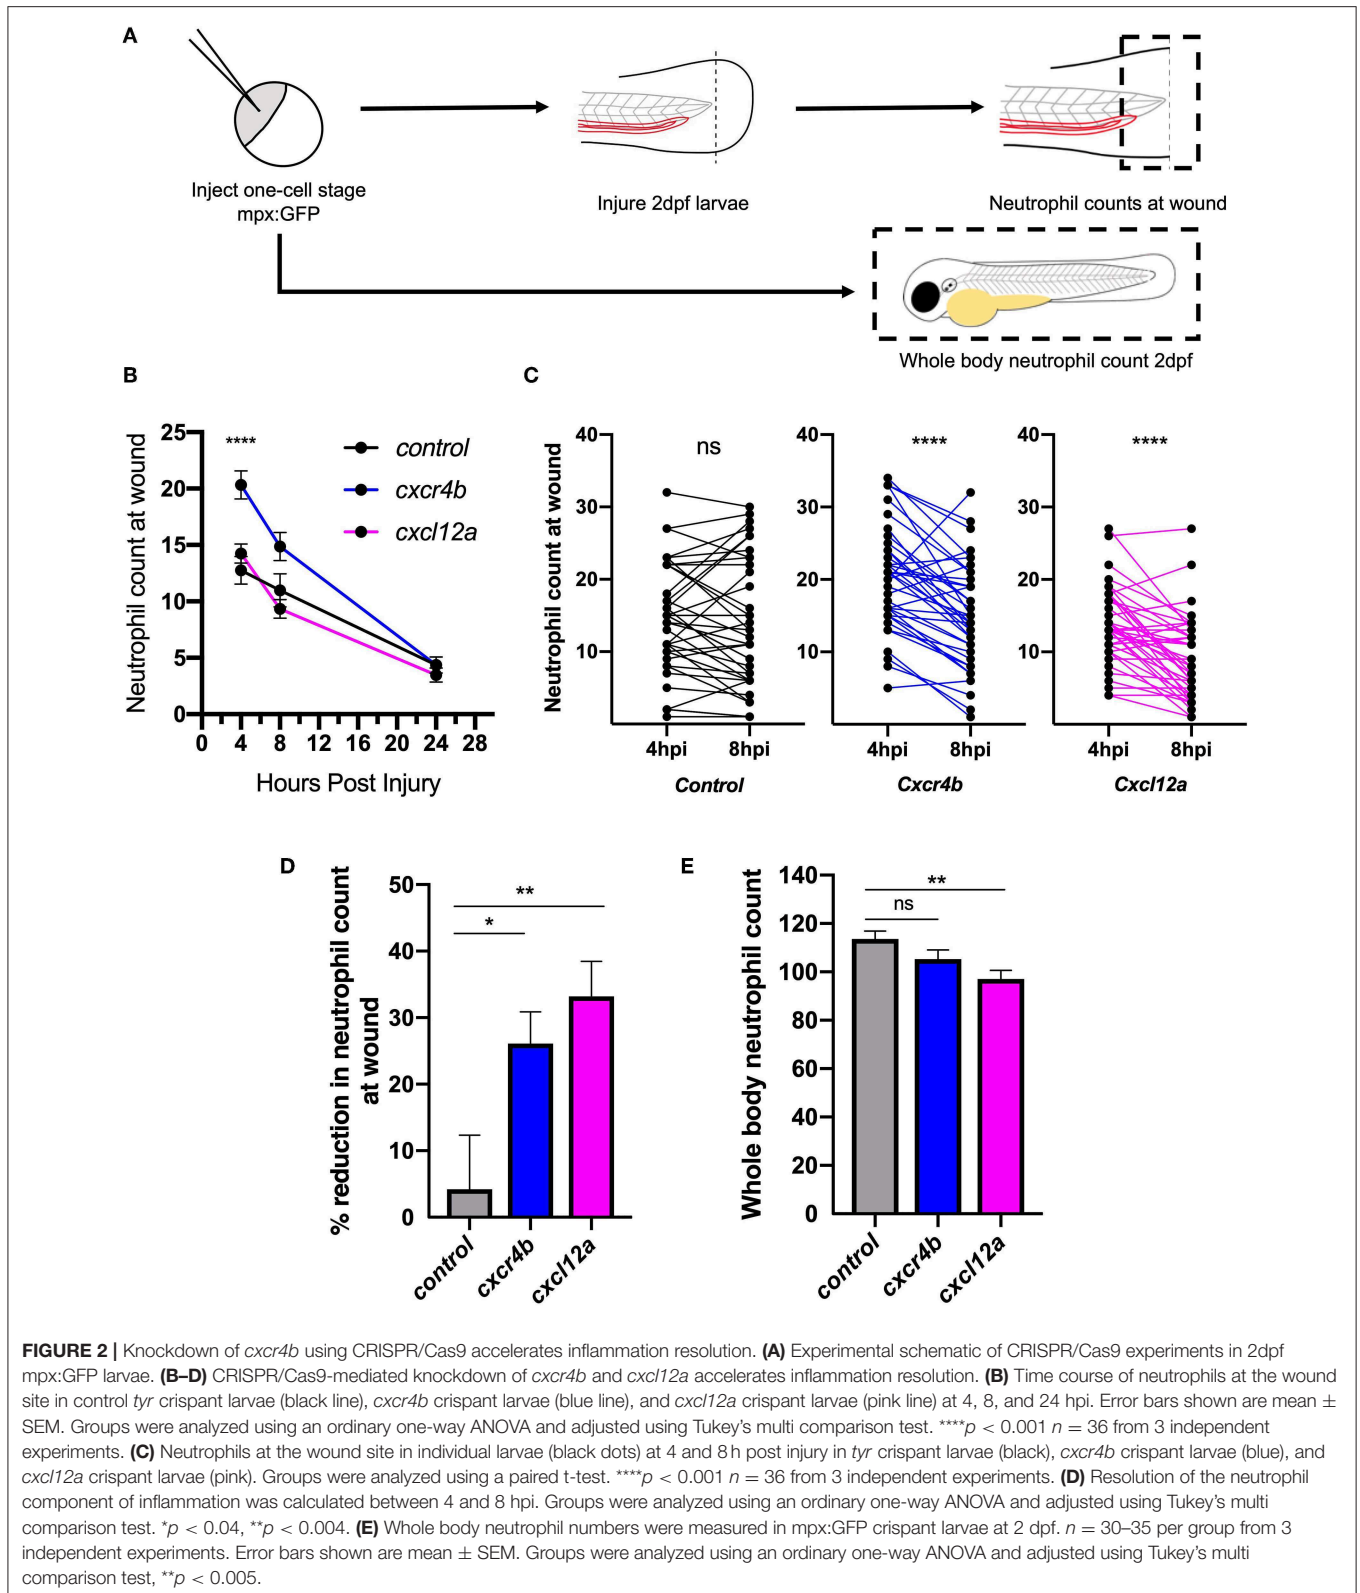 A
Inject one-cell stage
mpx:GFP
Injure 2dpf larvae
Neutrophil counts at wound
Whole body neutrophil count 2dpf
B
Neutrophil count at wound
25
20
15
10
5
0
****
control
cxcr4b
cxcl12a
0 4 8 12 16 20 24 28
Hours Post Injury
C
Neutrophil count at wound
40
30
20
10
ns
4hpi 8hpi
Control
40
30
20
10
****
4hpi 8hpi
Cxcr4b
40
30
20
10
****
4hpi 8hpi
Cxcl12a
D
% reduction in neutrophil count
at wound
50
40
30
20
10
0
**
*
control
cxcr4b
cxcl12a
E
Whole body neutrophil count
140
120
100
80
60
40
20
0
**
ns
control
cxcr4b
cxcl12a
FIGURE 2 | Knockdown of cxcr4b using CRISPR/Cas9 accelerates inflammation resolution. (A) Experimental schematic of CRISPR/Cas9 experiments in 2dpf
mpx:GFP larvae. (B–D) CRISPR/Cas9-mediated knockdown of cxcr4b and cxcl12a accelerates inflammation resolution. (B) Time course of neutrophils at the wound
site in control tyr crispant larvae (black line), cxcr4b crispant larvae (blue line), and cxcl12a crispant larvae (pink line) at 4, 8, and 24 hpi. Error bars shown are mean ±
SEM. Groups were analyzed using an ordinary one-way ANOVA and adjusted using Tukey's multi comparison test. ****p < 0.001 n = 36 from 3 independent
experiments. (C) Neutrophils at the wound site in individual larvae (black dots) at 4 and 8 h post injury in tyr crispant larvae (black), cxcr4b crispant larvae (blue), and
cxcl12a crispant larvae (pink). Groups were analyzed using a paired t-test. ****p < 0.001 n = 36 from 3 independent experiments. (D) Resolution of the neutrophil
component of inflammation was calculated between 4 and 8 hpi. Groups were analyzed using an ordinary one-way ANOVA and adjusted using Tukey's multi
comparison test. *p < 0.04, **p < 0.004. (E) Whole body neutrophil numbers were measured in mpx:GFP crispant larvae at 2 dpf. n = 30–35 per group from 3
independent experiments. Error bars shown are mean ± SEM. Groups were analyzed using an ordinary one-way ANOVA and adjusted using Tukey's multi
comparison test, **p < 0.005.